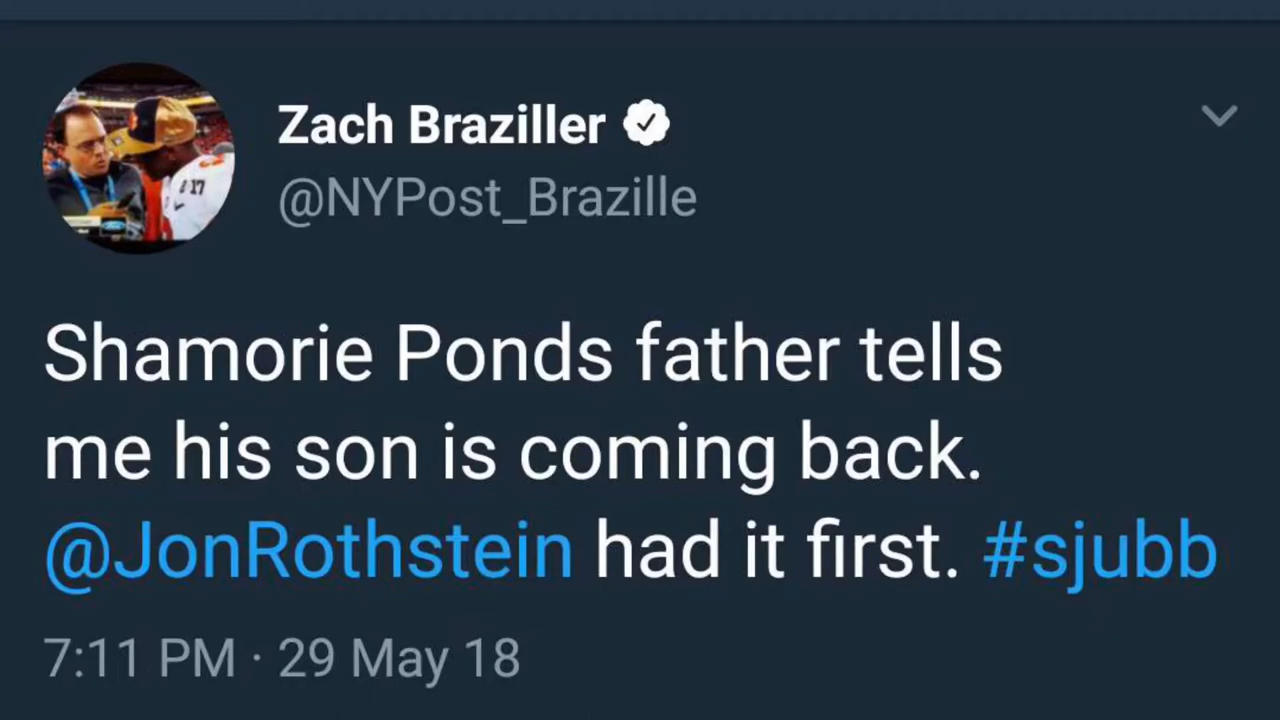 Zach Braziller
@NYPost_Brazille
Shamorie Ponds father tells
me his son is coming back.
@JonRothstein had it first. #sjubb
7:11 PM · 29 May 18